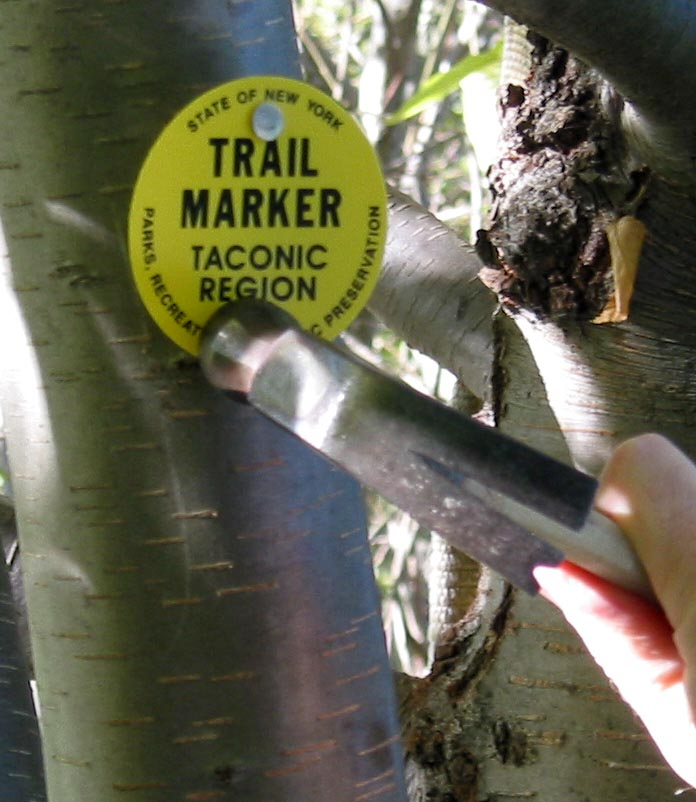 STATE OF NEW YORK
TRAIL
MARKER
TACONIC
REGION
PARKS, RECREAT
C PRESERVATION